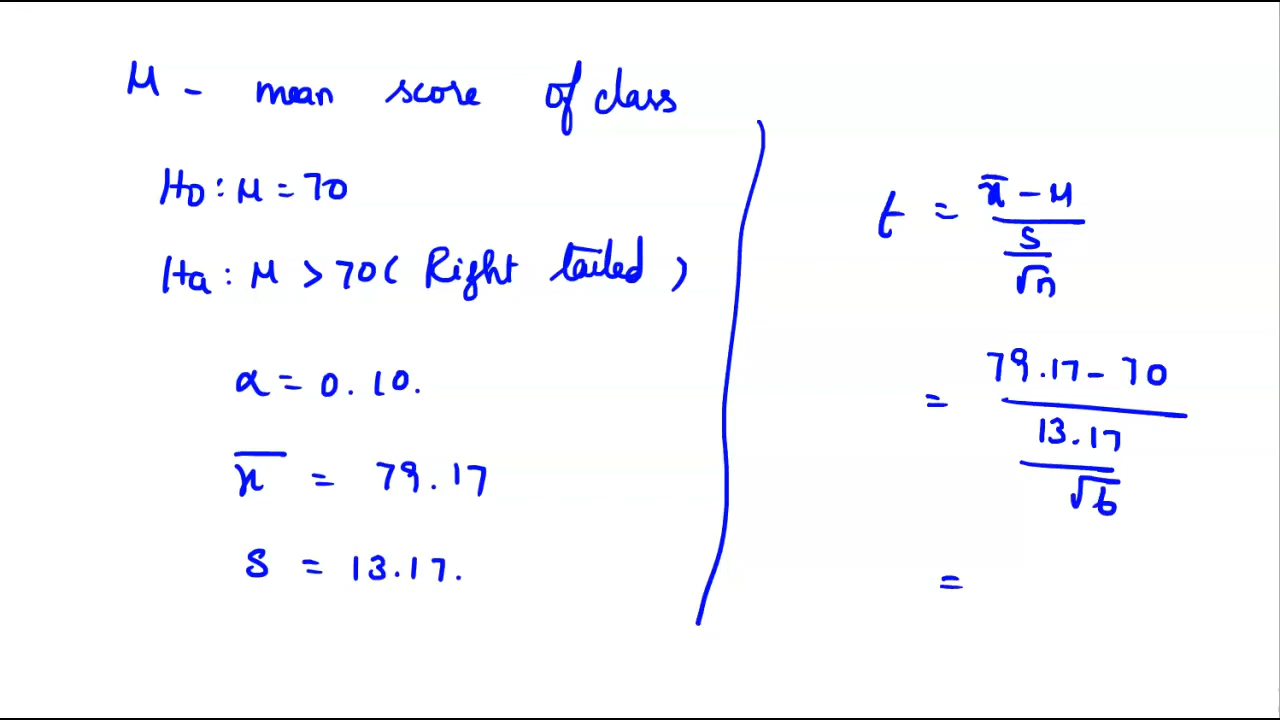 μ - mean score of class
H0 : μ = 70
Ha : μ > 70 ( Right tailed )
α = 0.10.
x̄ = 79.17
S = 13.17.
t = x̄ - μ
S
√n
= 79.17 - 70
13.17
√6
=